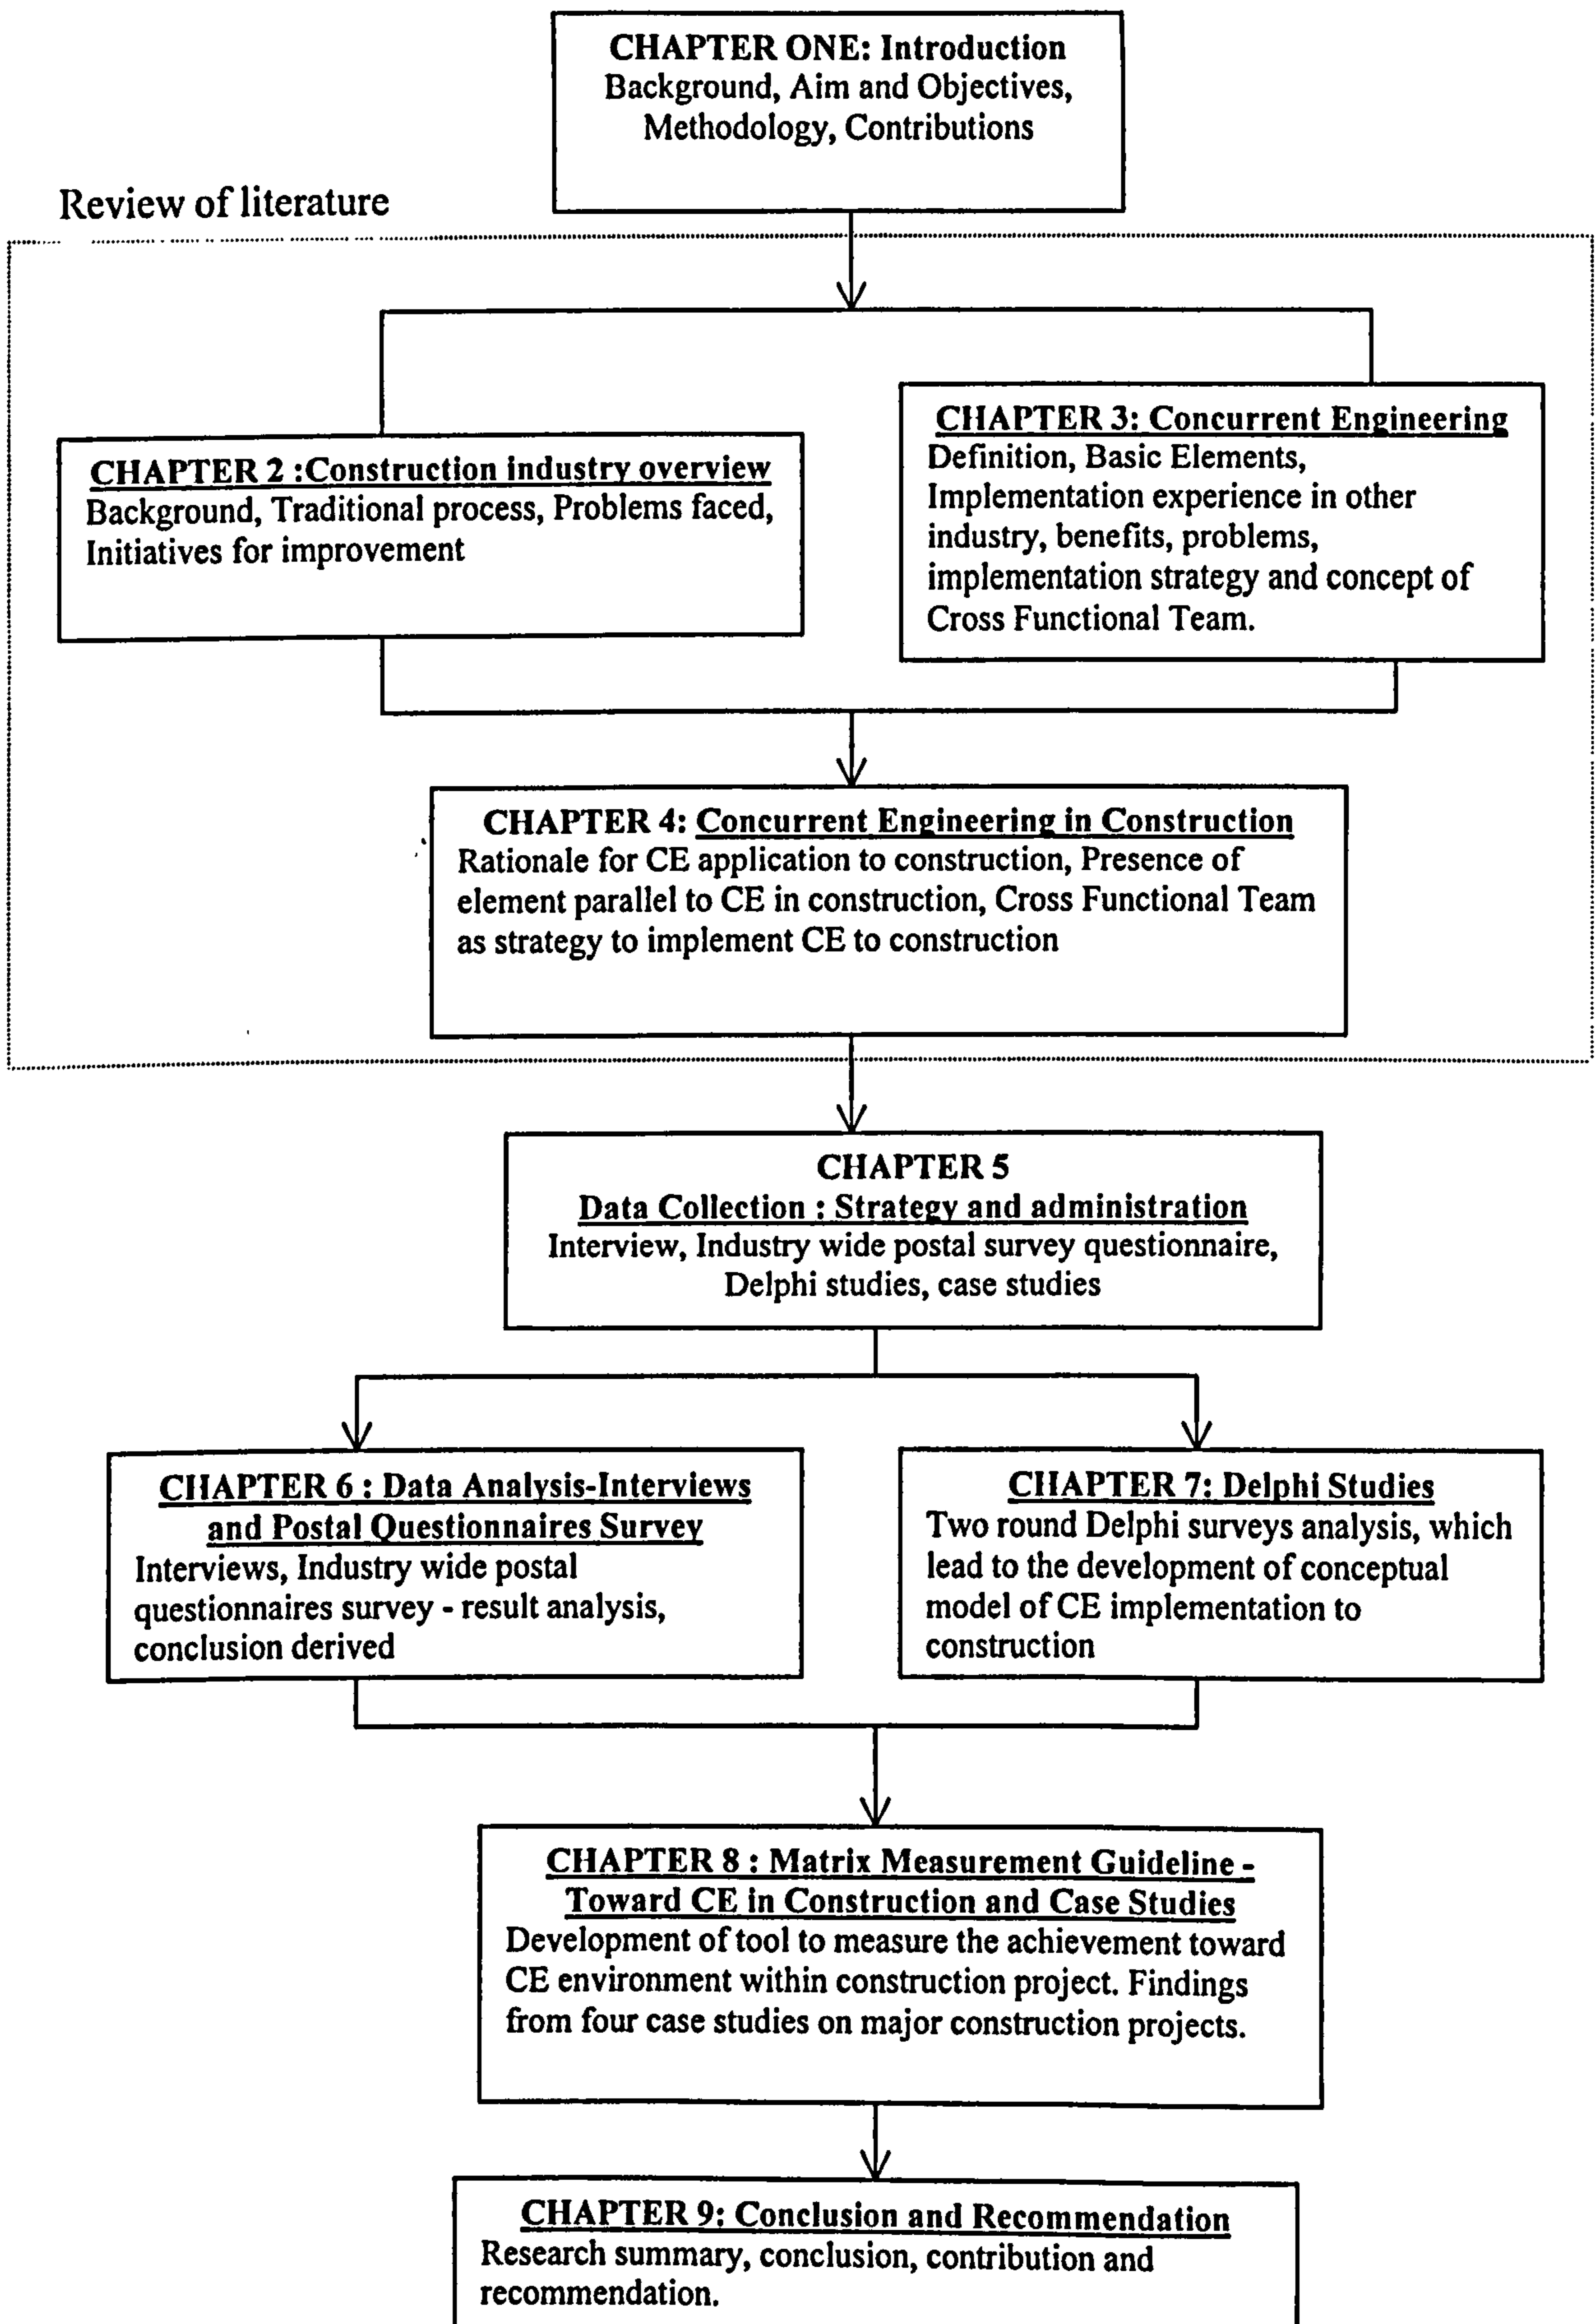 CHAPTER ONE: Introduction
Background, Aim and Objectives,
Methodology, Contributions
Review of literature
CHAPTER 2 :Construction industry overview
Background, Traditional process, Problems faced,
Initiatives for improvement
CHAPTER 3: Concurrent Engineering
Definition, Basic Elements,
Implementation experience in other
industry, benefits, problems,
implementation strategy and concept of
Cross Functional Team.
CHAPTER 4: Concurrent Engineering in Construction
Rationale for CE application to construction, Presence of
element parallel to CE in construction, Cross Functional Team
as strategy to implement CE to construction
CHAPTER 5
Data Collection : Strategy and administration
Interview, Industry wide postal survey questionnaire,
Delphi studies, case studies
CHAPTER 6 : Data Analysis-Interviews
and Postal Questionnaires Survey
Interviews, Industry wide postal
questionnaires survey - result analysis,
conclusion derived
CHAPTER 7: Delphi Studies
Two round Delphi surveys analysis, which
lead to the development of conceptual
model of CE implementation to
construction
CHAPTER 8 : Matrix Measurement Guideline -
Toward CE in Construction and Case Studies
Development of tool to measure the achievement toward
CE environment within construction project. Findings
from four case studies on major construction projects.
CHAPTER 9: Conclusion and Recommendation
Research summary, conclusion, contribution and
recommendation.